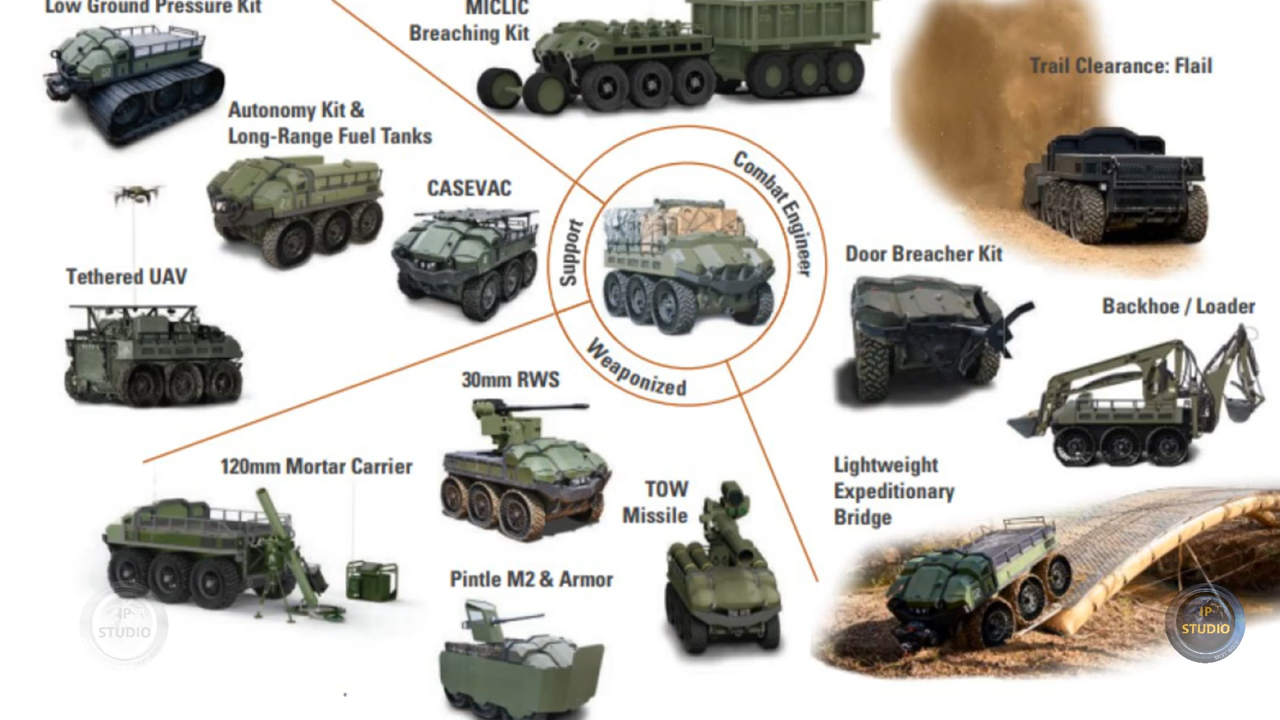 Low Ground Pressure Kit
MICLIC
Breaching Kit
Trail Clearance: Flail
Autonomy Kit &
Long-Range Fuel Tanks
CASEVAC
Combat Engineer
Support
Weaponized
Tethered UAV
Door Breacher Kit
Backhoe / Loader
30mm RWS
120mm Mortar Carrier
TOW
Missile
Lightweight
Expeditionary
Bridge
Pintle M2 & Armor
IP
STUDIO
IP
STUDIO